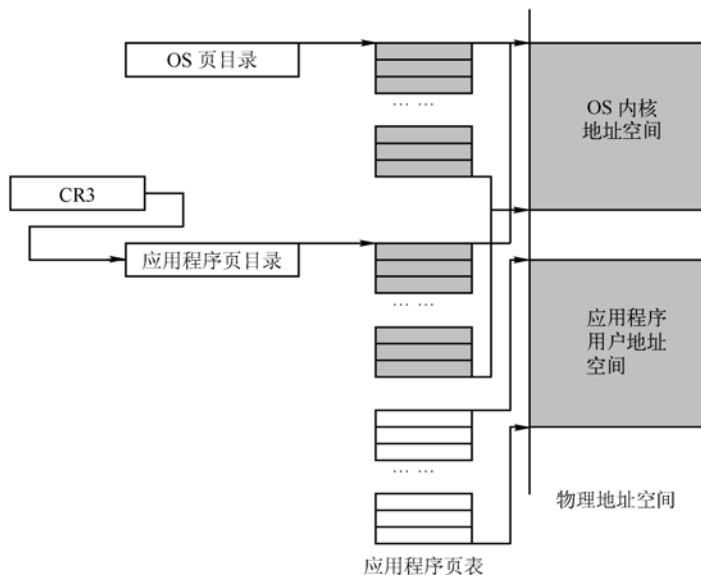 OS 页目录
… …
OS 内核
地址空间
CR3
应用程序页目录
… …
应用程序
用户地址
空间
… …
物理地址空间
应用程序页表